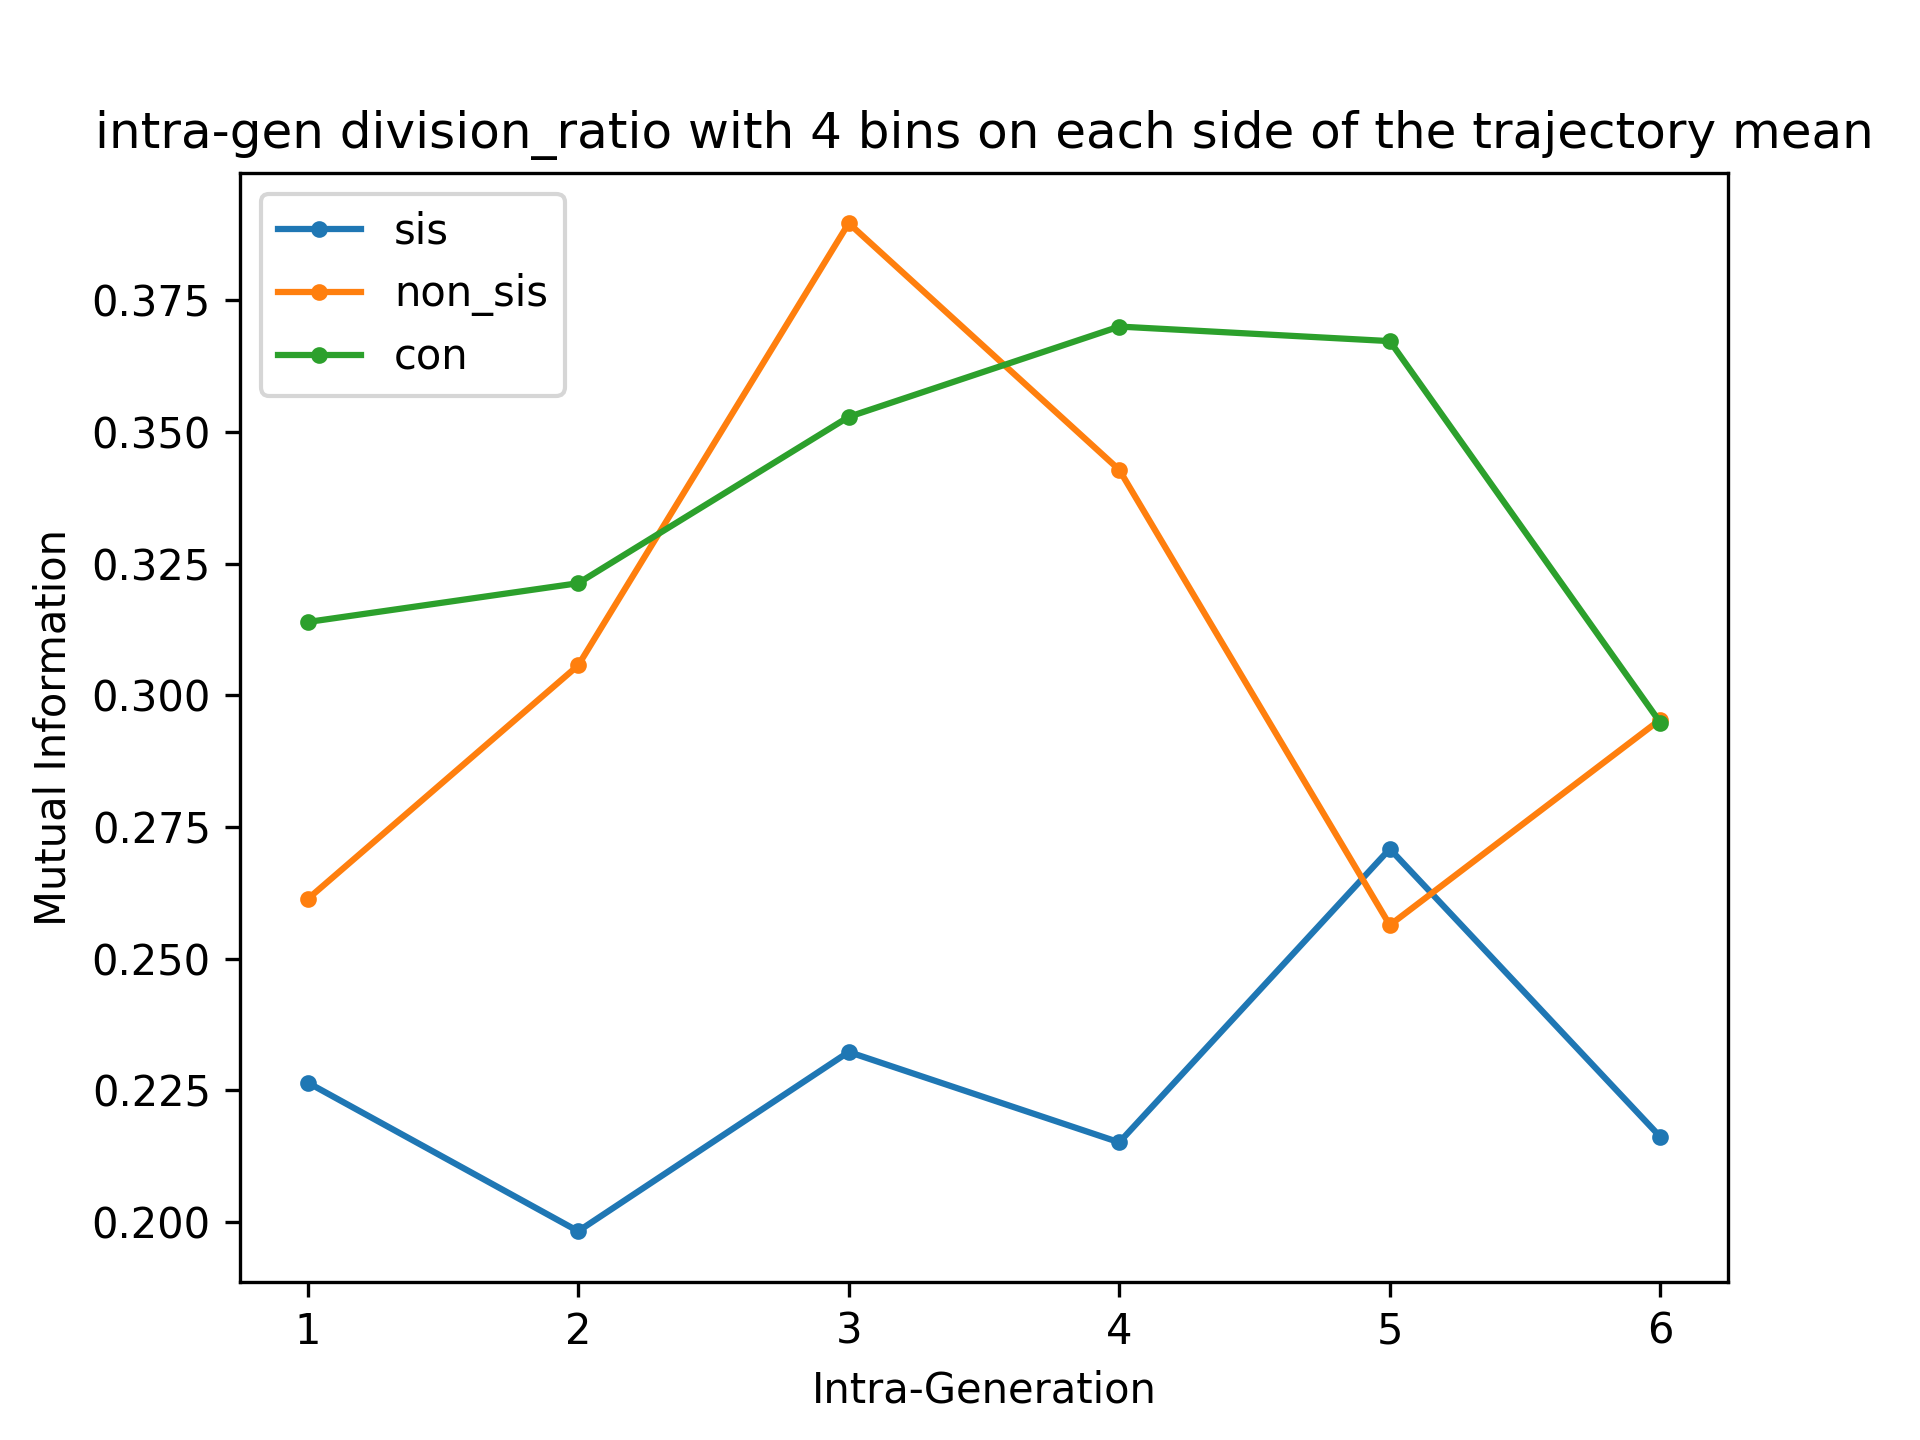 intra-gen division_ratio with 4 bins on each side of the trajectory mean
sis
non_sis
con
0.375
0.350
0.325
0.300
0.275
0.250
0.225
0.200
Mutual Information
1 2 3 4 5 6
Intra-Generation